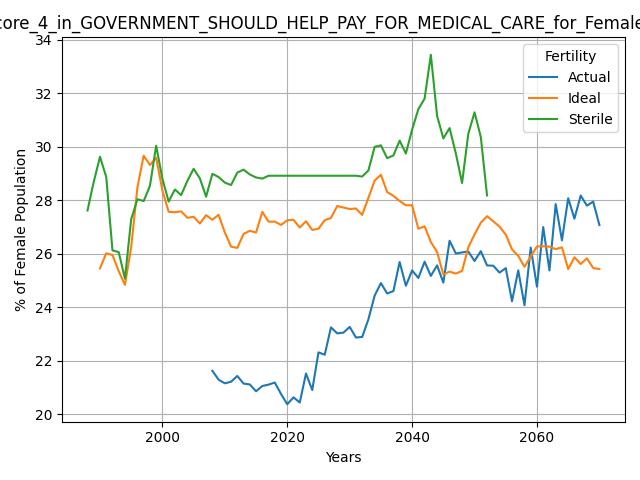 core_4_in_GOVERNMENT_SHOULD_HELP_PAY_FOR_MEDICAL_CARE_for_Female
34
32
30
28
26
24
22
20
% of Female Population
Fertility
Actual
Ideal
Sterile
2000
2020
2040
2060
Years